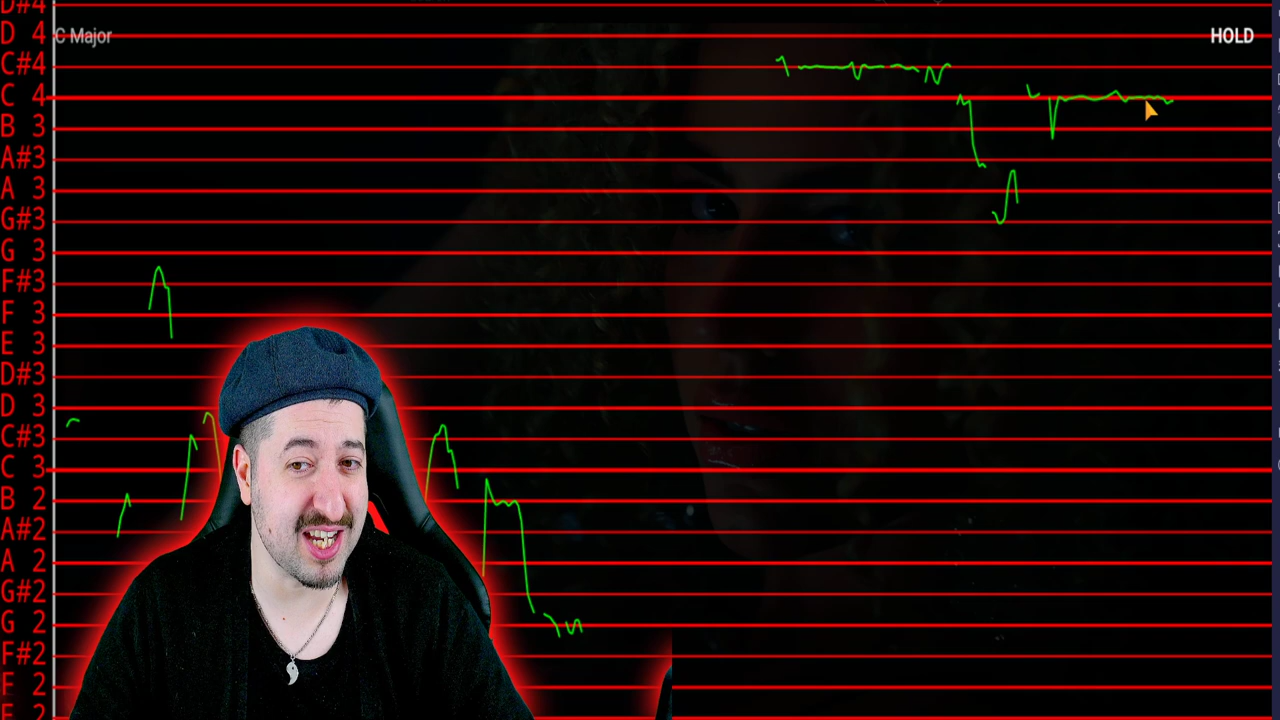 D#4
D 4
C Major
HOLD
C#4
C 4
B 3
A#3
A 3
G#3
G 3
F#3
F 3
E 3
D#3
D 3
C#3
C 3
B 2
A#2
A 2
G#2
G 2
F#2
F 2
E 2